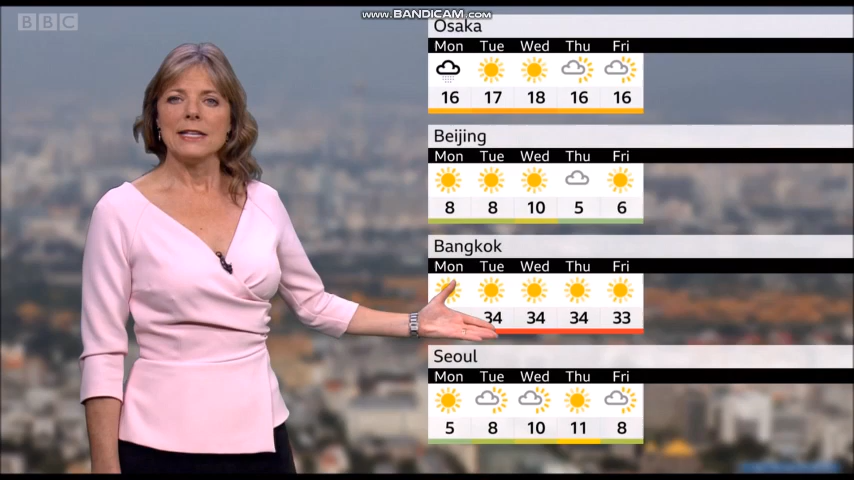 BBC
www.BANDICAM.com
Osaka
Mon Tue Wed Thu Fri
16 17 18 16 16
Beijing
Mon Tue Wed Thu Fri
8 8 10 5 6
Bangkok
Mon Tue Wed Thu Fri
34 34 34 33
Seoul
Mon Tue Wed Thu Fri
5 8 10 11 8